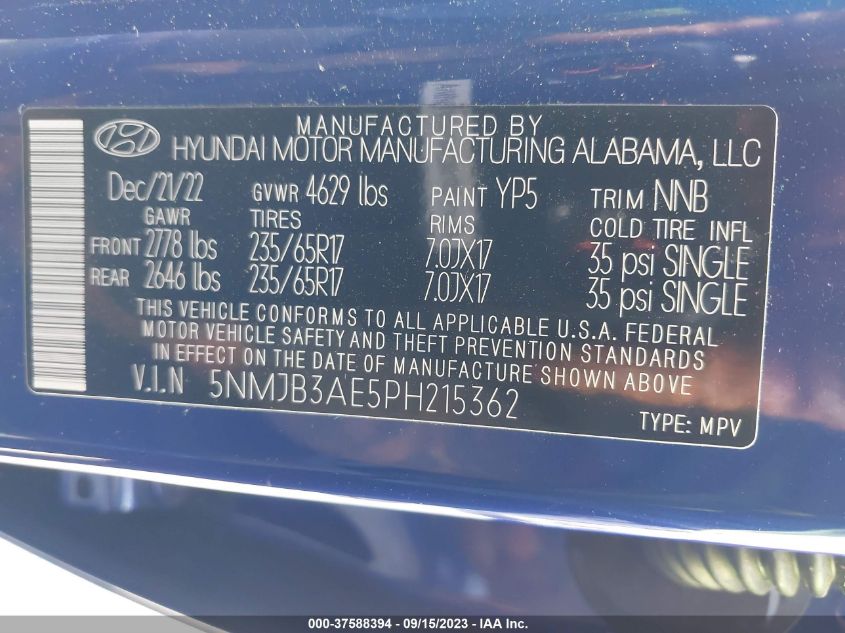 MANUFACTURED BY
HYUNDAI MOTOR MANUFACTURING ALABAMA, LLC
Dec/21/22 GVWR 4629 lbs PAINT YP5 TRIM NNB
GAWR TIRES RIMS COLD TIRE INFL
FRONT 2778 lbs 235/65R17 7.0JX17 35 psi SINGLE
REAR 2646 lbs 235/65R17 7.0JX17 35 psi SINGLE
THIS VEHICLE CONFORMS TO ALL APPLICABLE U.S.A. FEDERAL
MOTOR VEHICLE SAFETY AND THEFT PREVENTION STANDARDS
IN EFFECT ON THE DATE OF MANUFACTURE SHOWN ABOVE.
V.I.N 5NMJB3AE5PH215362
TYPE: MPV
000-37588394 - 09/15/2023 - IAAI.COM